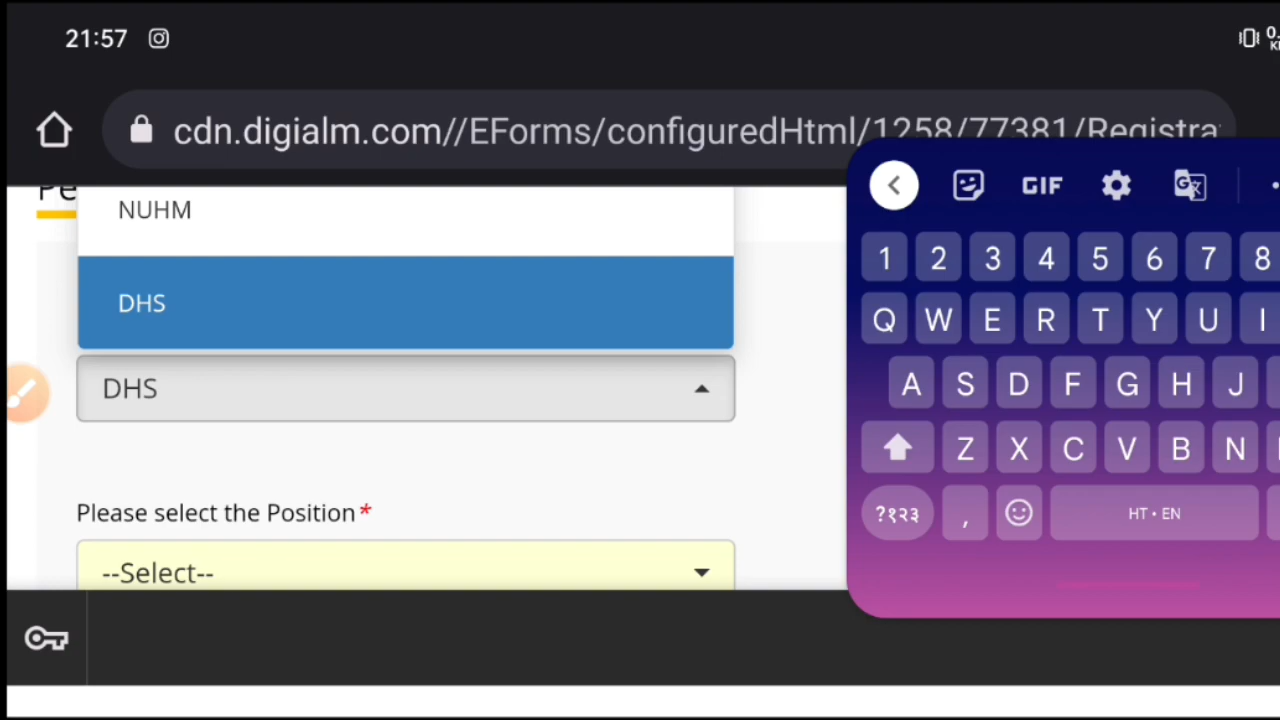 21:57
cdn.digialm.com//EForms/configuredHtml/1258/77381/Registra
NUHM
DHS
DHS
Please select the Position*
--Select--
GIF
1 2 3 4 5 6 7 8
Q W E R T Y U I
A S D F G H J
Z X C V B N
?१२३ , HT • EN